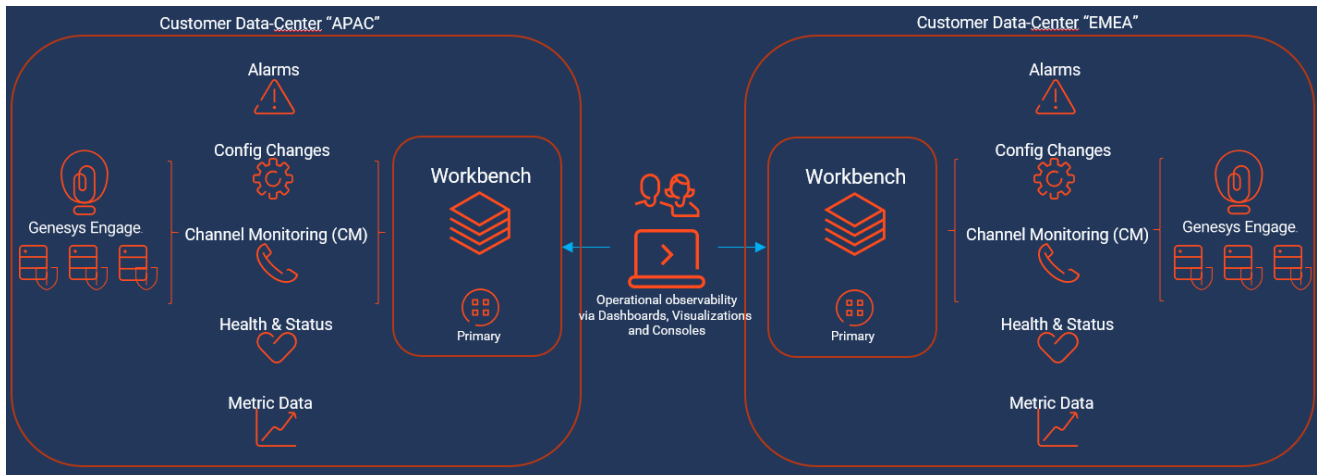 Customer Data-Center “APAC”
Alarms
Config Changes
Genesys Engage.
Channel Monitoring (CM)
Health & Status
Metric Data
Workbench
Primary
Operational observability
via Dashboards, Visualizations
and Consoles
Customer Data-Center “EMEA”
Workbench
Primary
Alarms
Config Changes
Channel Monitoring (CM)
Health & Status
Metric Data
Genesys Engage.